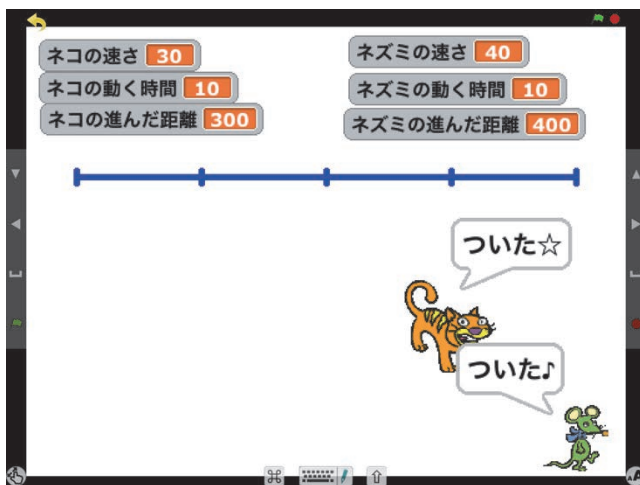 ネコの速さ 30
ネコの動く時間 10
ネコの進んだ距離 300
ネズミの速さ 40
ネズミの動く時間 10
ネズミの進んだ距離 400
ついた☆
ついた♪